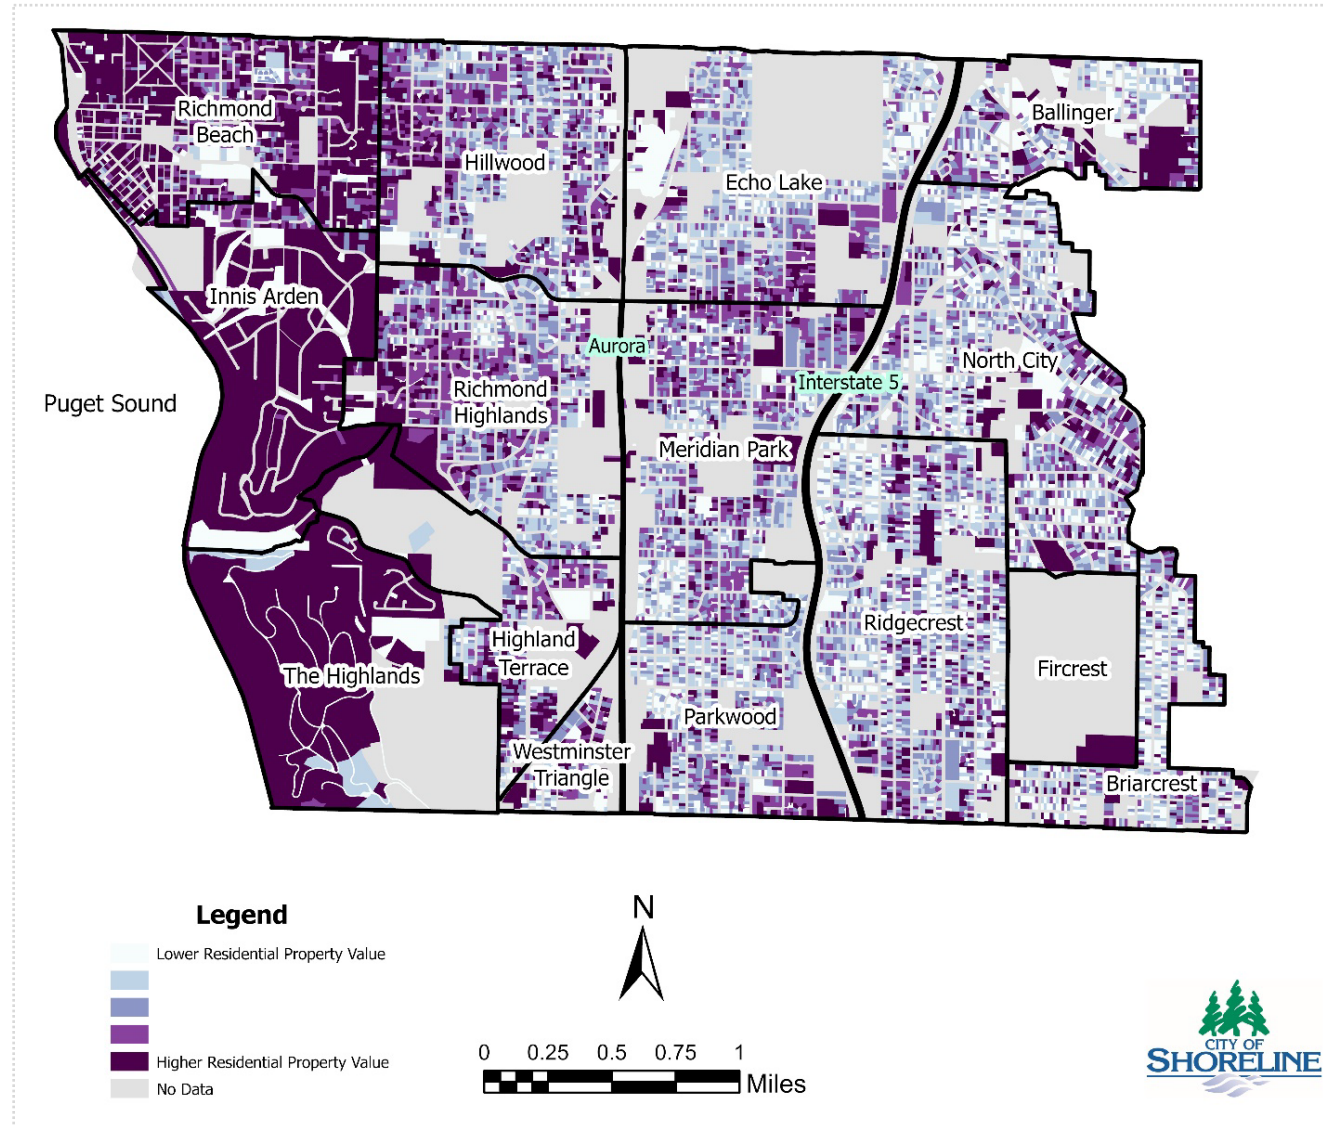 Richmond
Beach
Hillwood
Echo Lake
Ballinger
Innis Arden
Aurora
Interstate 5
North City
Puget Sound
Richmond
Highlands
Meridian Park
Ridgecrest
Highland
Terrace
The Highlands
Fircrest
Parkwood
Westminster
Triangle
Briarcrest
Legend
Lower Residential Property Value
Higher Residential Property Value
No Data
N
0 0.25 0.5 0.75 1
Miles
CITY OF
SHORELINE